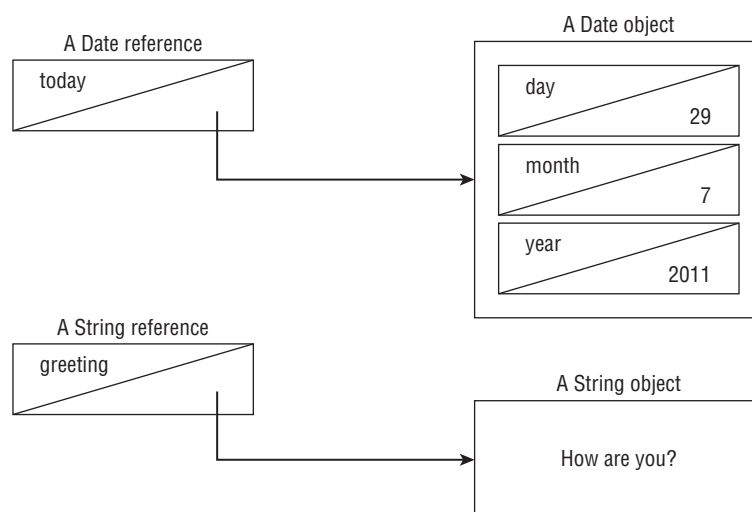 A Date reference
today
A Date object
day
29
month
7
year
2011
A String reference
greeting
A String object
How are you?